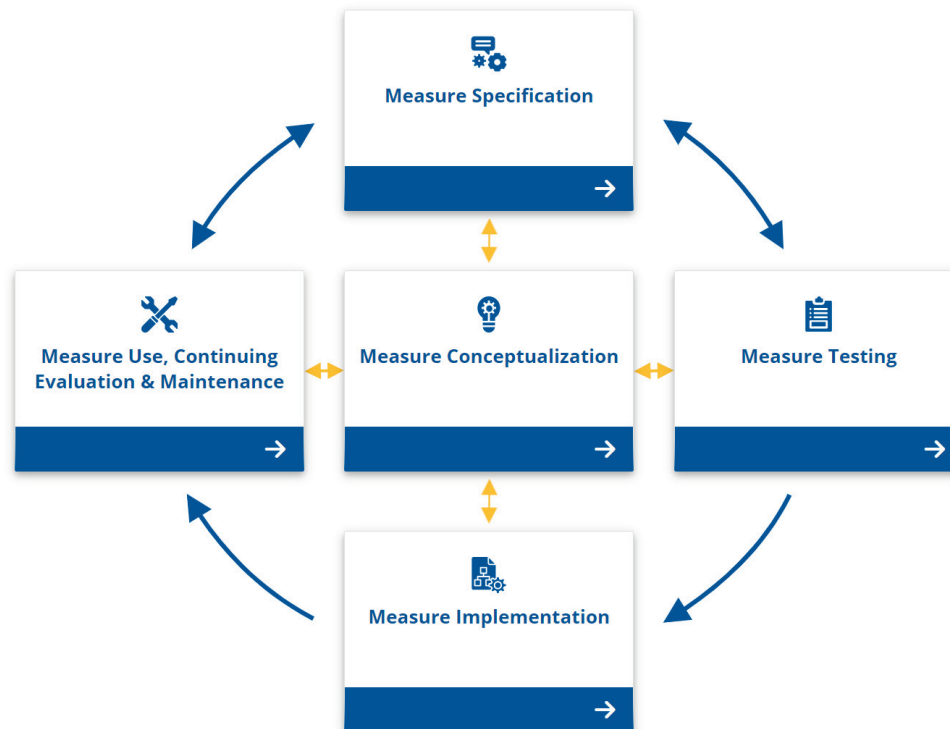 Measure Specification
Measure Use, Continuing
Evaluation & Maintenance
Measure Conceptualization
Measure Testing
Measure Implementation